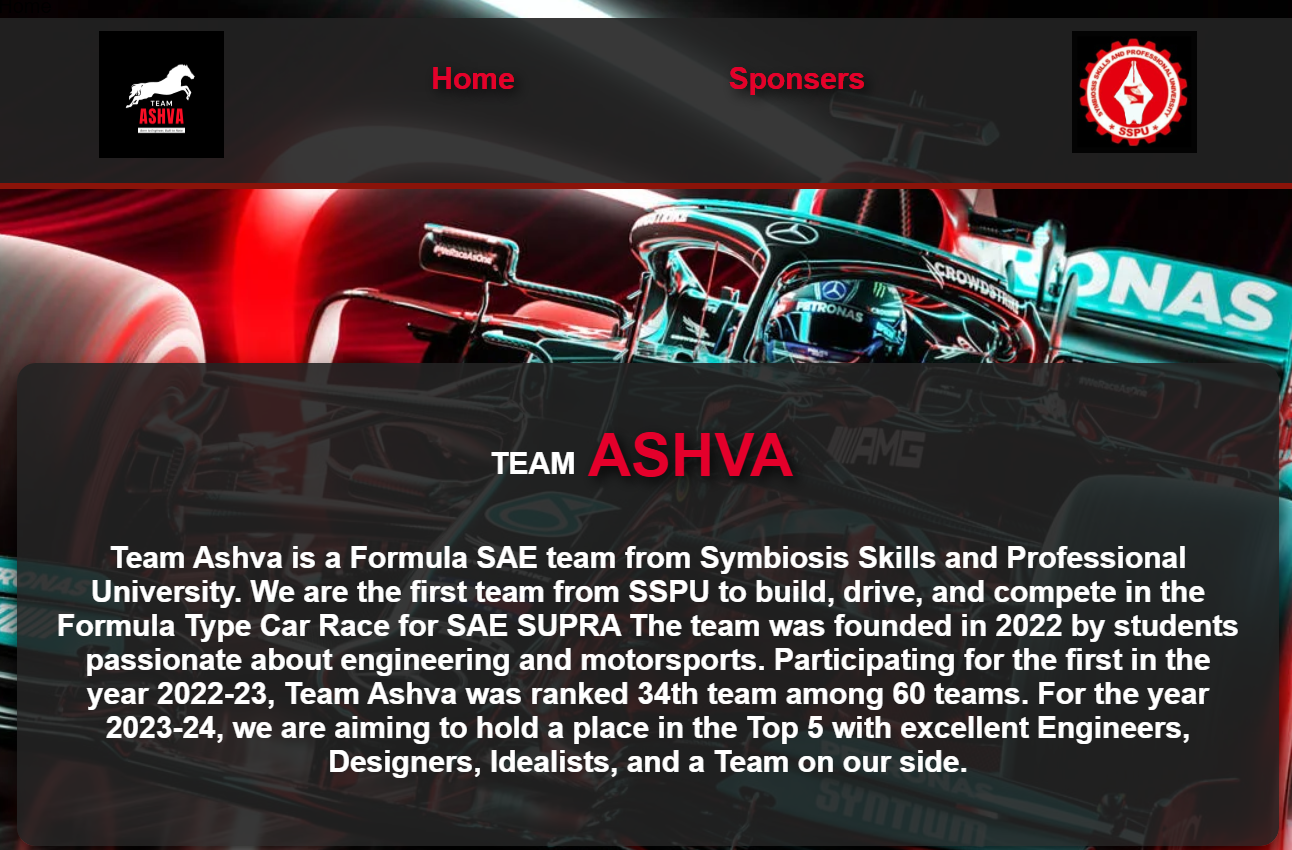 Home
Sponsers
TEAM
ASHVA
SYMBIOSIS SKILLS AND PROFESSIONAL UNIVERSITY
SSPU
PETRONAS
CROWDSTRIKE
RONAS
TEAM ASHVA
AMG
Team Ashva is a Formula SAE team from Symbiosis Skills and Professional
University. We are the first team from SSPU to build, drive, and compete in the
Formula Type Car Race for SAE SUPRA The team was founded in 2022 by students
passionate about engineering and motorsports. Participating for the first in the
year 2022-23, Team Ashva was ranked 34th team among 60 teams. For the year
2023-24, we are aiming to hold a place in the Top 5 with excellent Engineers,
Designers, Idealists, and a Team on our side.
RONAS
PETRONAS
SYNTIUM